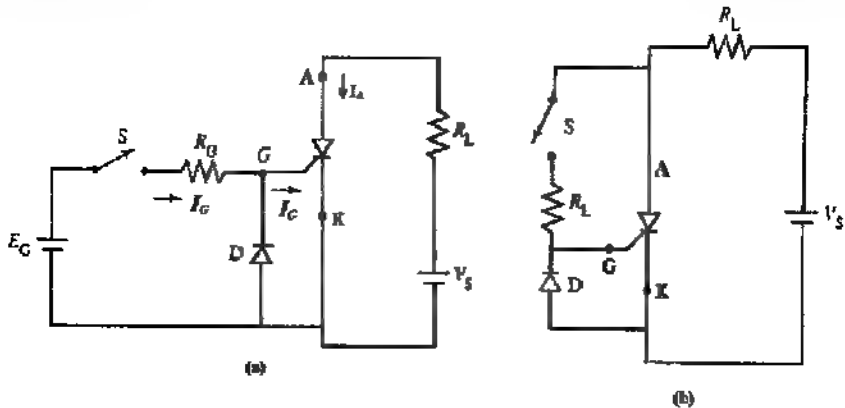 R_L
A
I_a
S
R_L
S
R_G
G
A
R_L
I_G
I_G
K
V_S
E_G
D
G
D
K
V_S
(a)
(b)